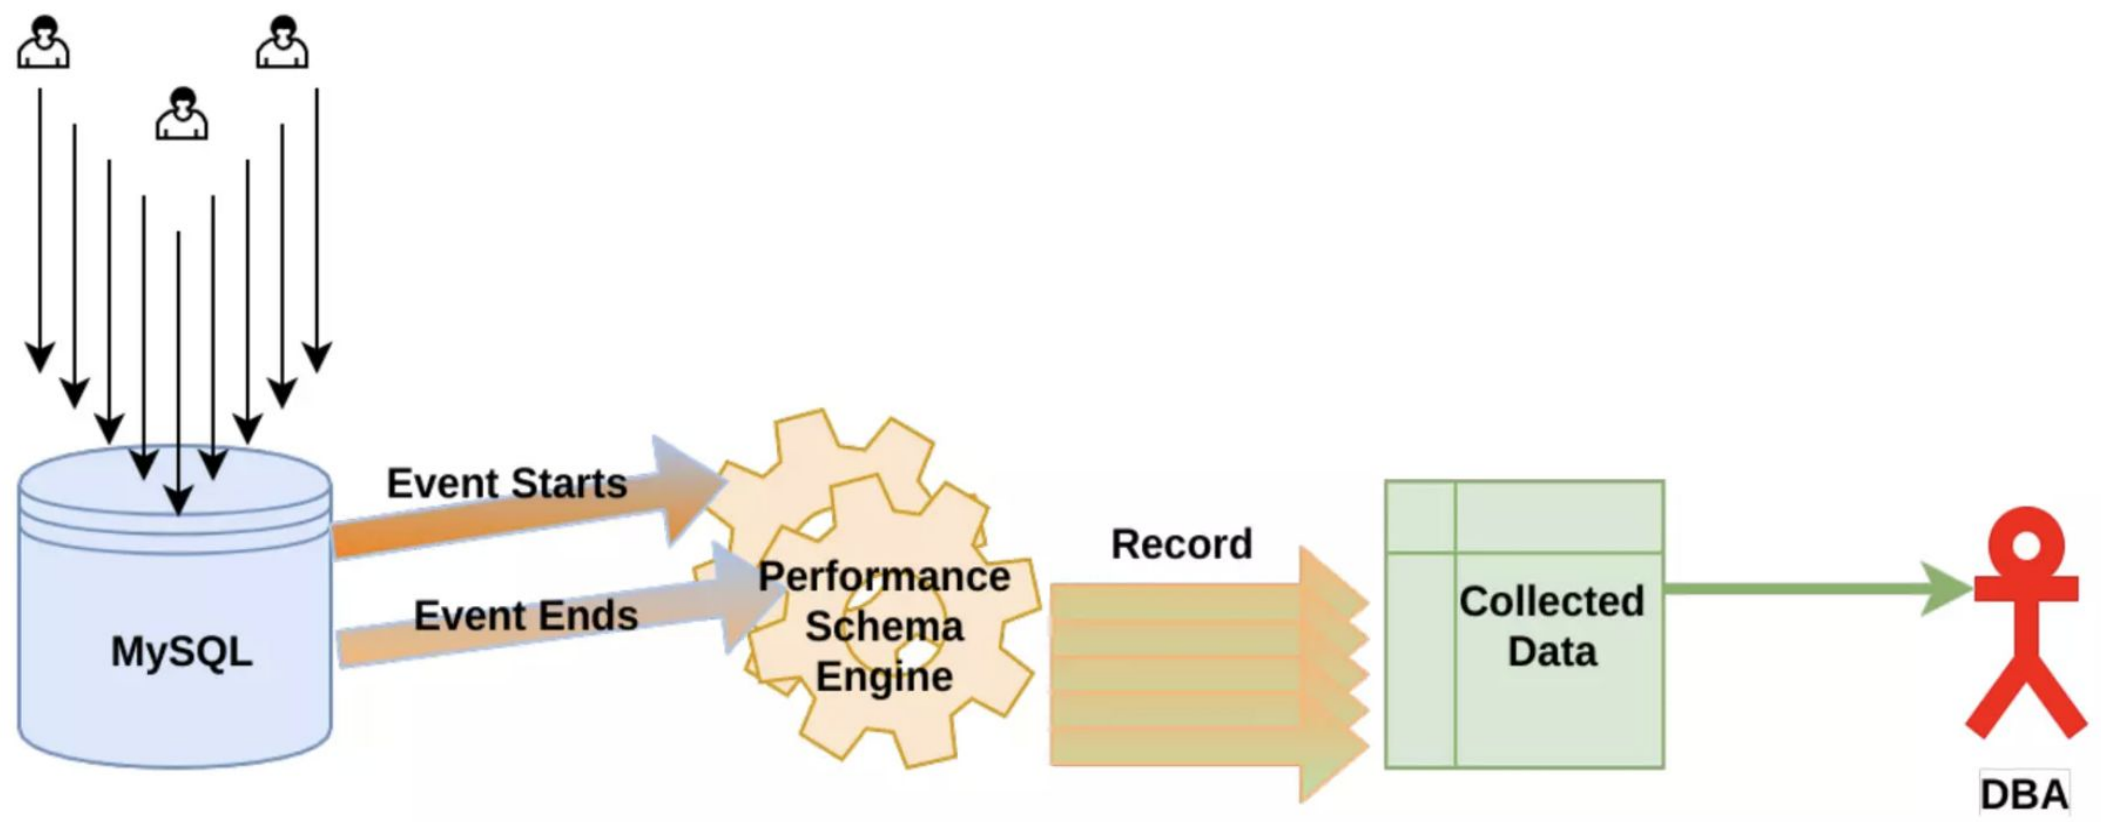 Event Starts
Event Ends
MySQL
Performance
Schema
Engine
Record
Collected
Data
DBA